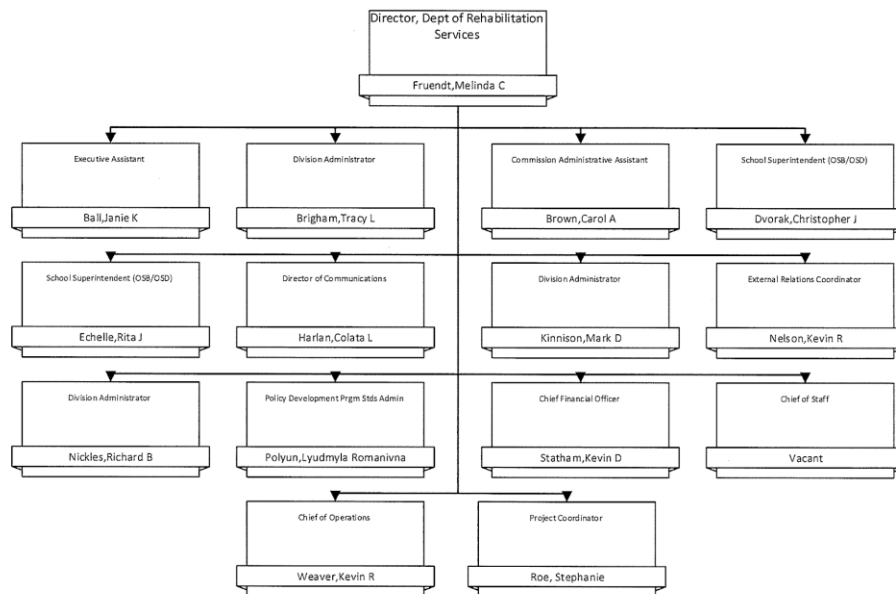 Director, Dept of Rehabilitation
Services
Fruendt,Melinda C
Executive Assistant
Ball,Janie K
Division Administrator
Brigham,Tracy L
Commission Administrative Assistant
Brown,Carol A
School Superintendent (OSB/OSD)
Dvorak,Christopher J
School Superintendent (OSB/OSD)
Echelle,Rita J
Director of Communications
Harlan,Colata L
Division Administrator
Kinnison,Mark D
External Relations Coordinator
Nelson,Kevin R
Division Administrator
Nickles,Richard B
Policy Development Prgm Stds Admin
Polyun,Lyudmyla Romanivna
Chief Financial Officer
Statham,Kevin D
Chief of Staff
Vacant
Chief of Operations
Weaver,Kevin R
Project Coordinator
Roe, Stephanie